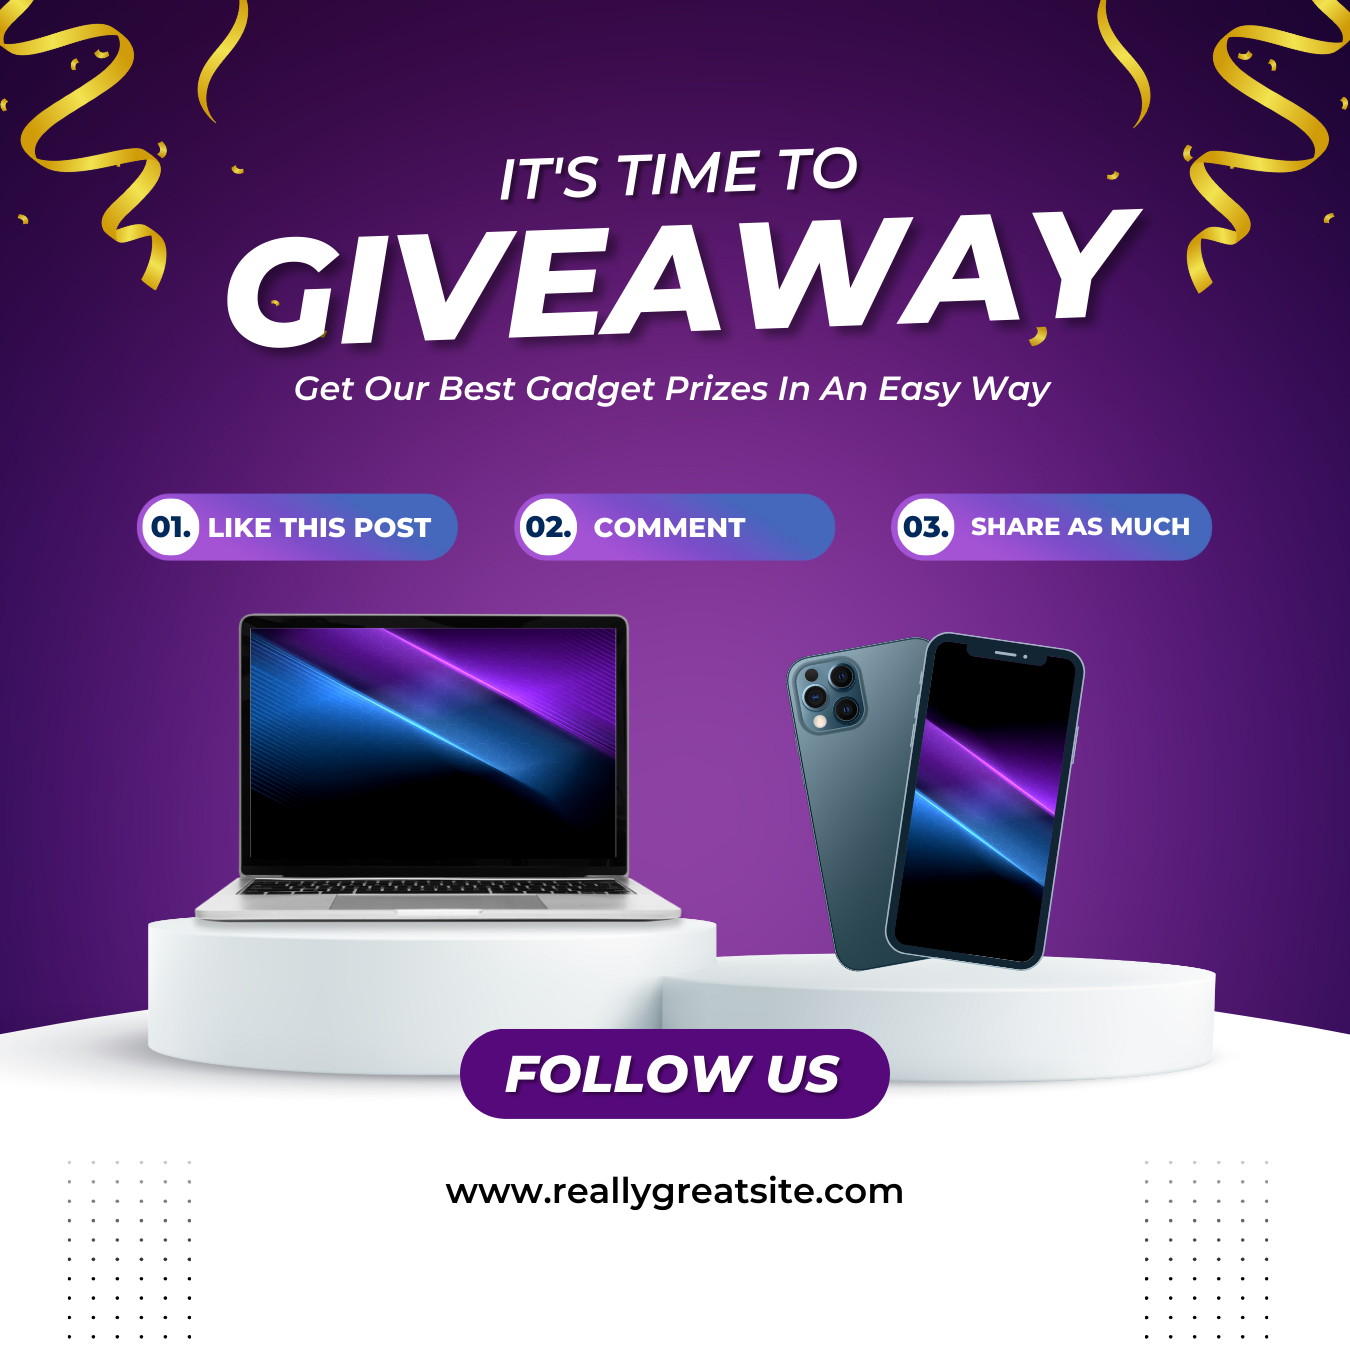 IT'S TIME TO
GIVEAWAY
Get Our Best Gadget Prizes In An Easy Way
01. LIKE THIS POST
02. COMMENT
03. SHARE AS MUCH
FOLLOW US
www.reallygreatsite.com